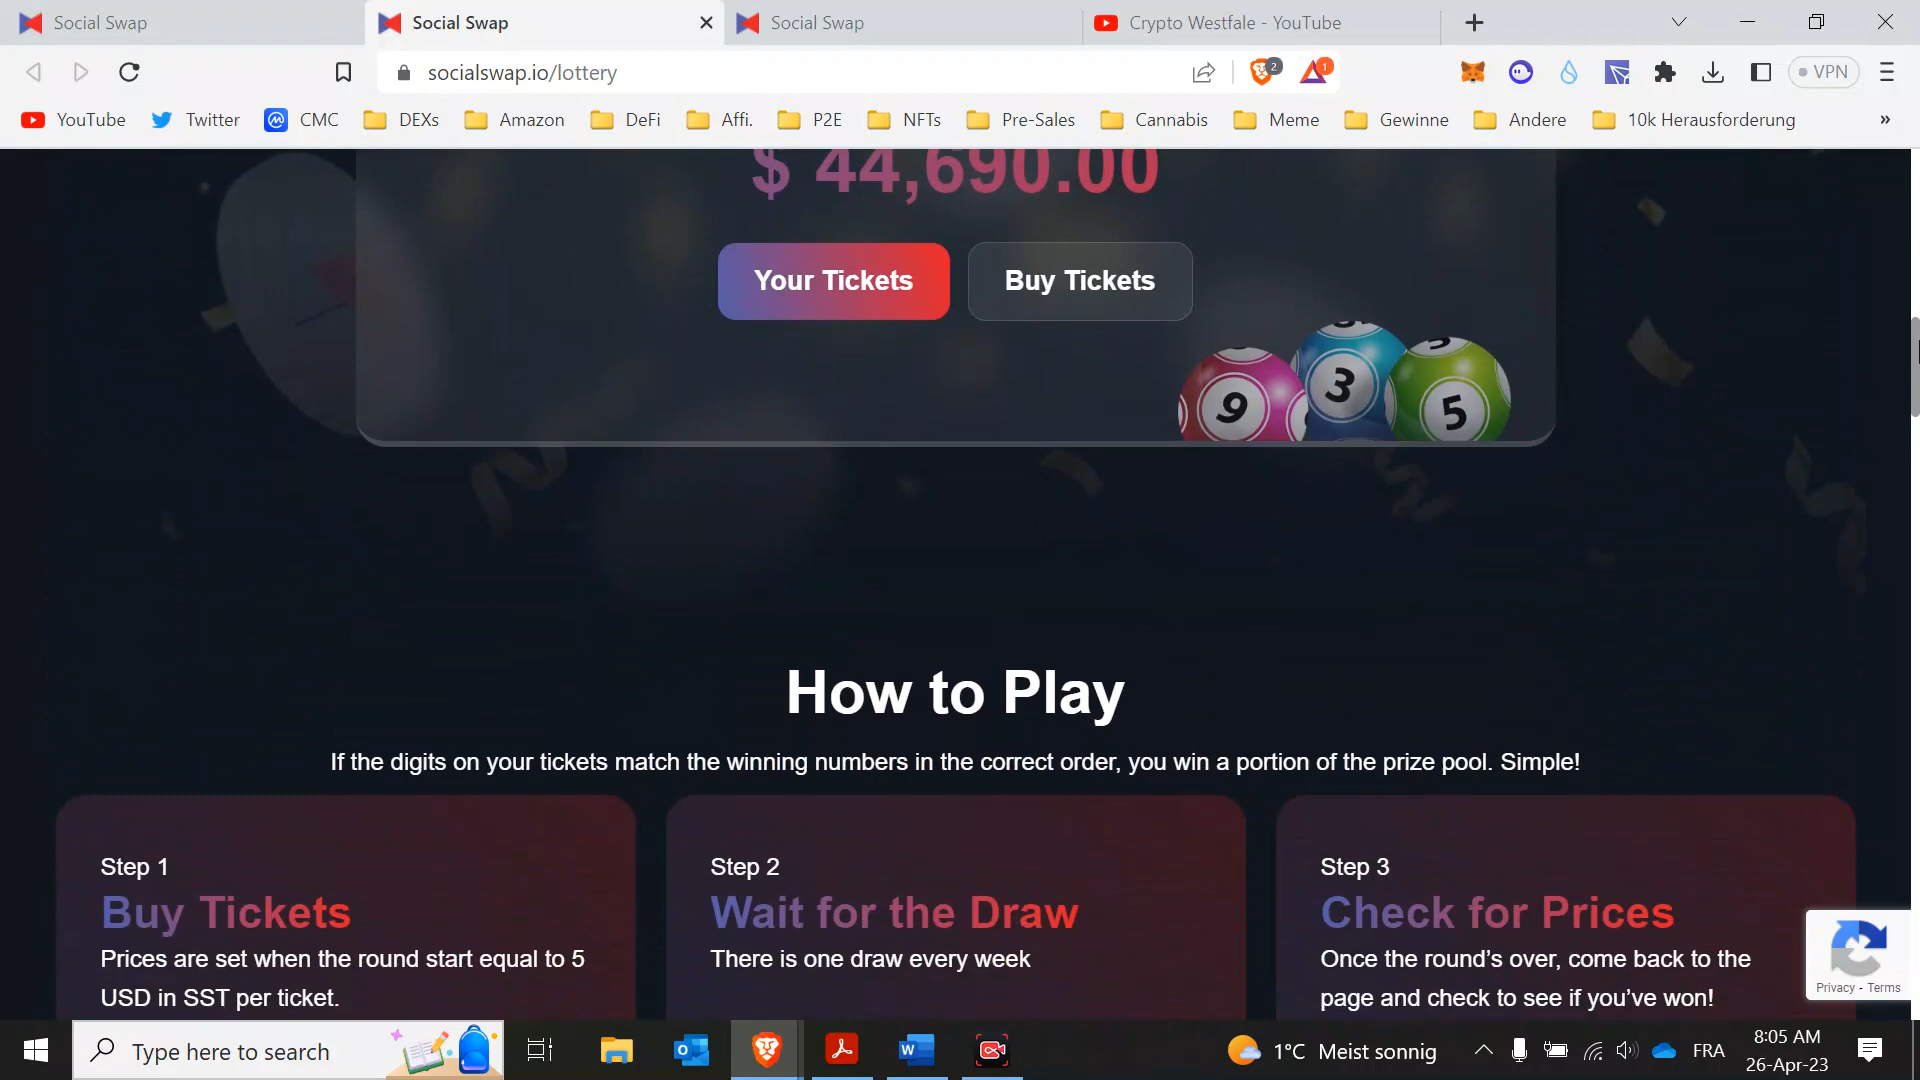 Social Swap
Social Swap
Social Swap
Crypto Westfale - YouTube
socialswap.io/lottery
2
1
VPN
YouTube
Twitter
CMC
DEXs
Amazon
DeFi
Affi.
P2E
NFTs
Pre-Sales
Cannabis
Meme
Gewinne
Andere
10k Herausforderung
»
$ 44,690.00
Your Tickets
Buy Tickets
9
3
5
How to Play
If the digits on your tickets match the winning numbers in the correct order, you win a portion of the prize pool. Simple!
Step 1
Buy Tickets
Prices are set when the round start equal to 5
USD in SST per ticket.
Step 2
Wait for the Draw
There is one draw every week
Step 3
Check for Prices
Once the round’s over, come back to the
page and check to see if you’ve won!
Privacy - Terms
Type here to search
1°C Meist sonnig
FRA
8:05 AM
26-Apr-23